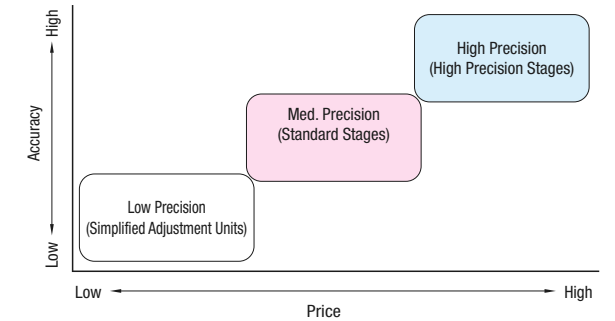 High
Accuracy
Low
High Precision
(High Precision Stages)
Med. Precision
(Standard Stages)
Low Precision
(Simplified Adjustment Units)
Low
High
Price